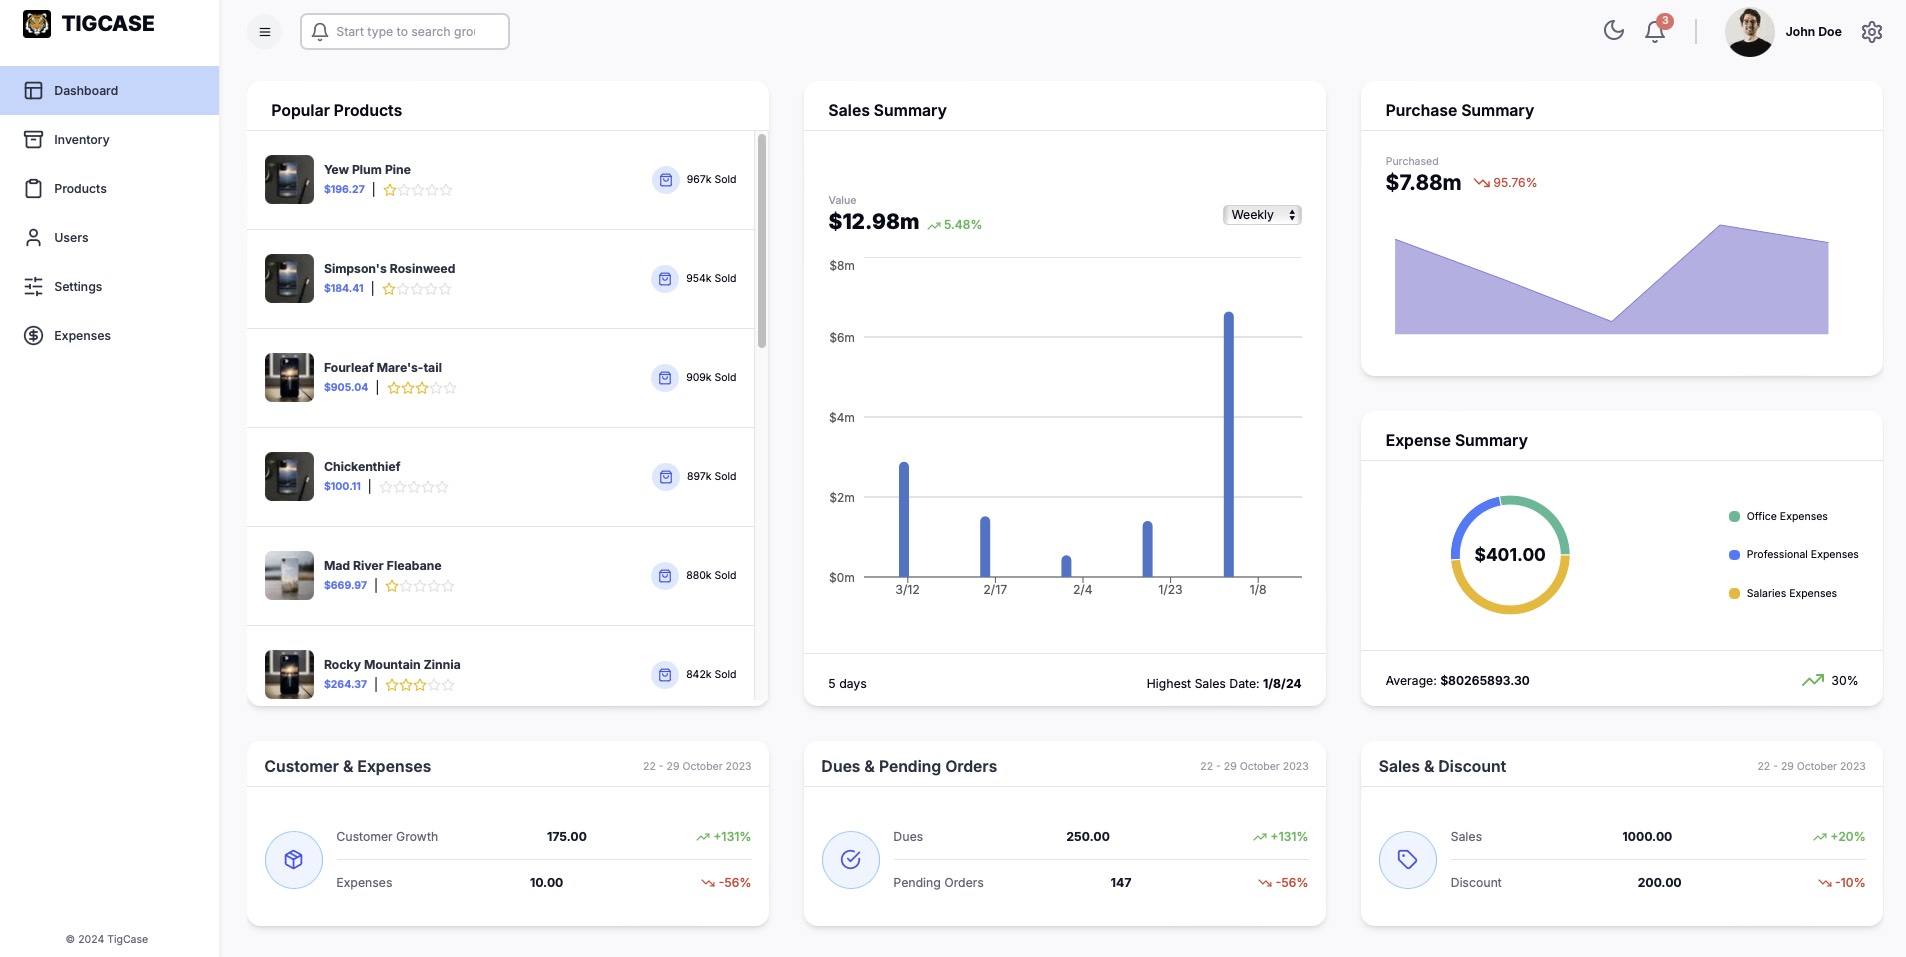 TIGCASE
Start type to search grou
3
John Doe
Dashboard
Inventory
Products
Users
Settings
Expenses
© 2024 TigCase
Popular Products
Yew Plum Pine
$196.27 |
967k Sold
Simpson's Rosinweed
$184.41 |
954k Sold
Fourleaf Mare's-tail
$905.04 |
909k Sold
Chickenthief
$100.11 |
897k Sold
Mad River Fleabane
$669.97 |
880k Sold
Rocky Mountain Zinnia
$264.37 |
842k Sold
Sales Summary
Value
$12.98m 5.48%
Weekly
$8m
$6m
$4m
$2m
$0m
3/12 2/17 2/4 1/23 1/8
5 days
Highest Sales Date: 1/8/24
Purchase Summary
Purchased
$7.88m 95.76%
Expense Summary
$401.00
Office Expenses
Professional Expenses
Salaries Expenses
Average: $80265893.30
30%
Customer & Expenses
22 - 29 October 2023
Customer Growth 175.00 +131%
Expenses 10.00 -56%
Dues & Pending Orders
22 - 29 October 2023
Dues 250.00 +131%
Pending Orders 147 -56%
Sales & Discount
22 - 29 October 2023
Sales 1000.00 +20%
Discount 200.00 -10%